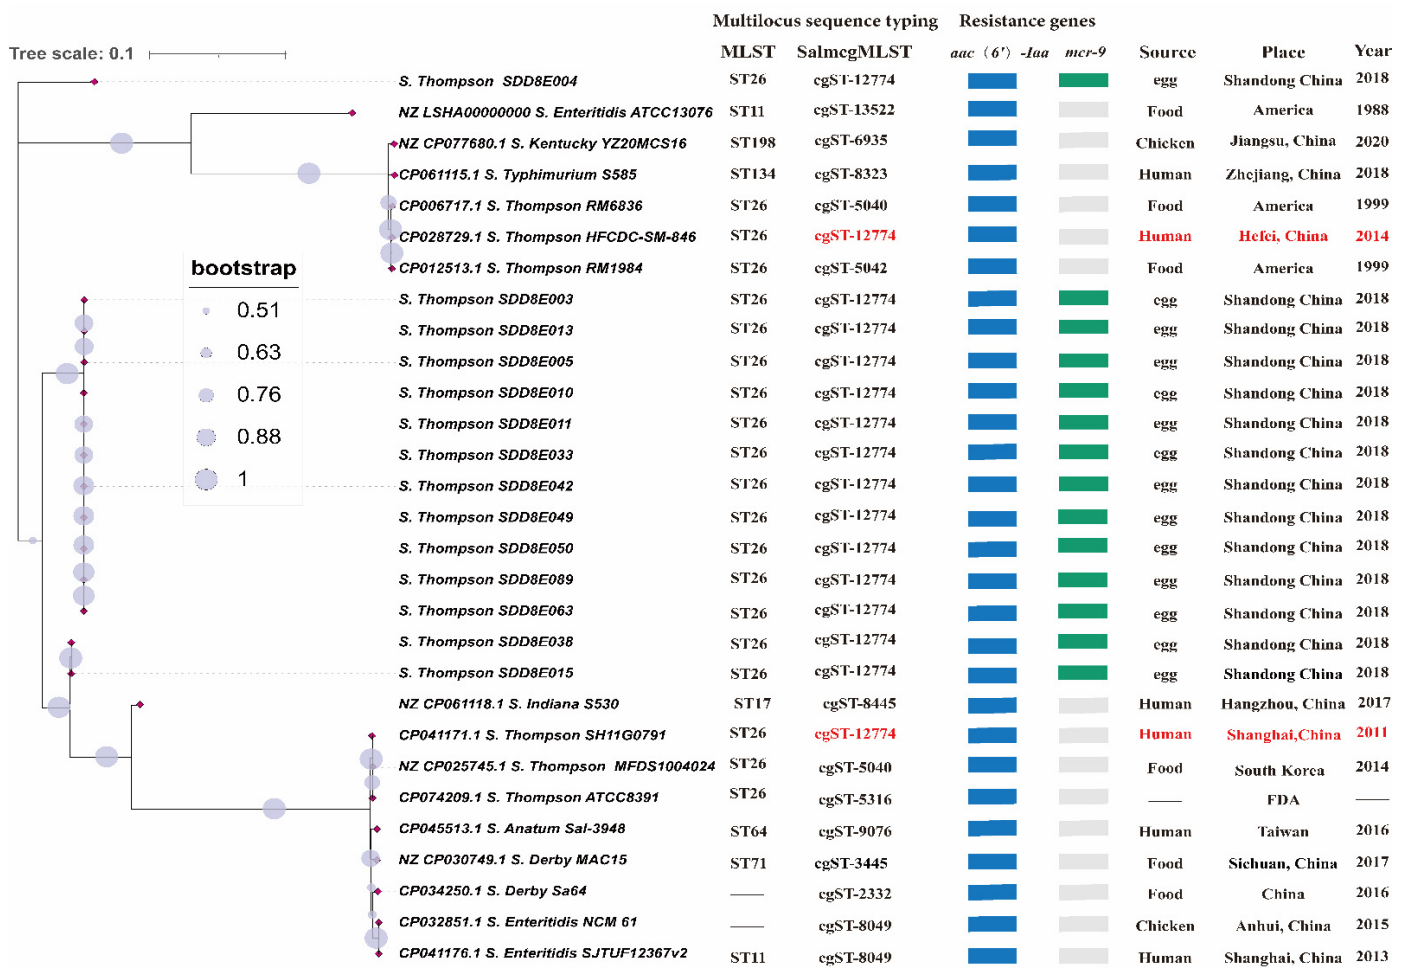 Multilocus sequence typing Resistance genes
Tree scale: 0.1 MLST SalmcgMLST aac（6'）-Iaa mcr-9 Source Place Year
S. Thompson SDD8E004 ST26 cgST-12774 egg Shandong China 2018
NZ LSHA00000000 S. Enteritidis ATCC13076 ST11 cgST-13522 Food America 1988
NZ CP077680.1 S. Kentucky YZ20MCS16 ST198 cgST-6935 Chicken Jiangsu, China 2020
CP061115.1 S. Typhimurium S585 ST134 cgST-8323 Human Zhejiang, China 2018
CP006717.1 S. Thompson RM6836 ST26 cgST-5040 Food America 1999
CP028729.1 S. Thompson HFCDC-SM-846 ST26 cgST-12774 Human Hefei, China 2014
CP012513.1 S. Thompson RM1984 ST26 cgST-5042 Food America 1999
bootstrap
0.51
0.63
0.76
0.88
1
S. Thompson SDD8E003 ST26 cgST-12774 egg Shandong China 2018
S. Thompson SDD8E013 ST26 cgST-12774 egg Shandong China 2018
S. Thompson SDD8E005 ST26 cgST-12774 egg Shandong China 2018
S. Thompson SDD8E010 ST26 cgST-12774 egg Shandong China 2018
S. Thompson SDD8E011 ST26 cgST-12774 egg Shandong China 2018
S. Thompson SDD8E033 ST26 cgST-12774 egg Shandong China 2018
S. Thompson SDD8E042 ST26 cgST-12774 egg Shandong China 2018
S. Thompson SDD8E049 ST26 cgST-12774 egg Shandong China 2018
S. Thompson SDD8E050 ST26 cgST-12774 egg Shandong China 2018
S. Thompson SDD8E089 ST26 cgST-12774 egg Shandong China 2018
S. Thompson SDD8E063 ST26 cgST-12774 egg Shandong China 2018
S. Thompson SDD8E038 ST26 cgST-12774 egg Shandong China 2018
S. Thompson SDD8E015 ST26 cgST-12774 egg Shandong China 2018
NZ CP061118.1 S. Indiana S530 ST17 cgST-8445 Human Hangzhou, China 2017
CP041171.1 S. Thompson SH11G0791 ST26 cgST-12774 Human Shanghai,China 2011
NZ CP025745.1 S. Thompson MFDS1004024 ST26 cgST-5040 Food South Korea 2014
CP074209.1 S. Thompson ATCC8391 ST26 cgST-5316 — FDA —
CP045513.1 S. Anatum Sal-3948 ST64 cgST-9076 Human Taiwan 2016
NZ CP030749.1 S. Derby MAC15 ST71 cgST-3445 Food Sichuan, China 2017
CP034250.1 S. Derby Sa64 — cgST-2332 Food China 2016
CP032851.1 S. Enteritidis NCM 61 — cgST-8049 Chicken Anhui, China 2015
CP041176.1 S. Enteritidis SJTUF12367v2 ST11 cgST-8049 Human Shanghai, China 2013